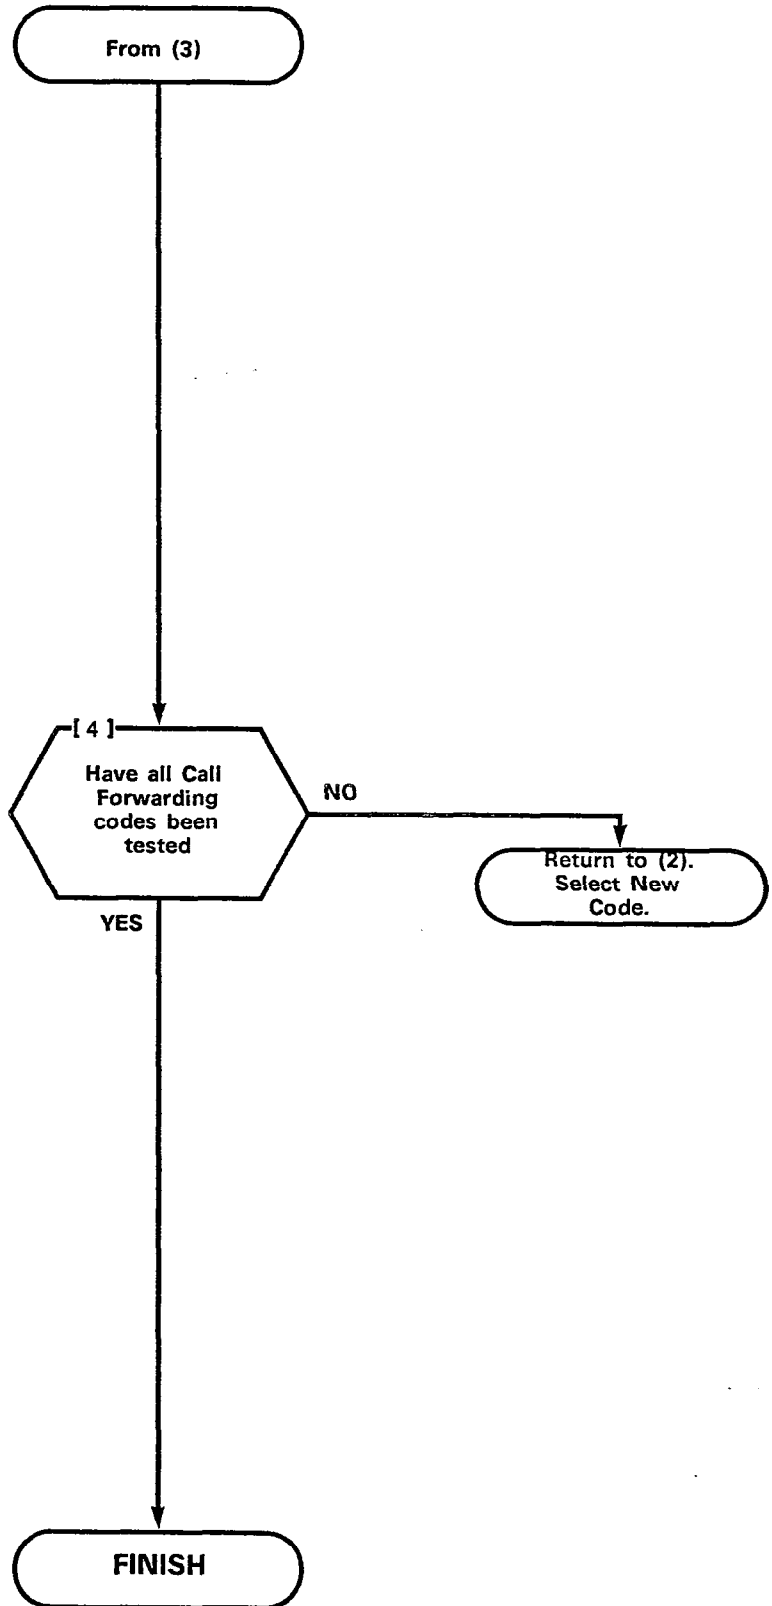 From (3)
[ 4 ]
Have all Call
Forwarding
codes been
tested
NO
Return to (2).
Select New
Code.
YES
FINISH